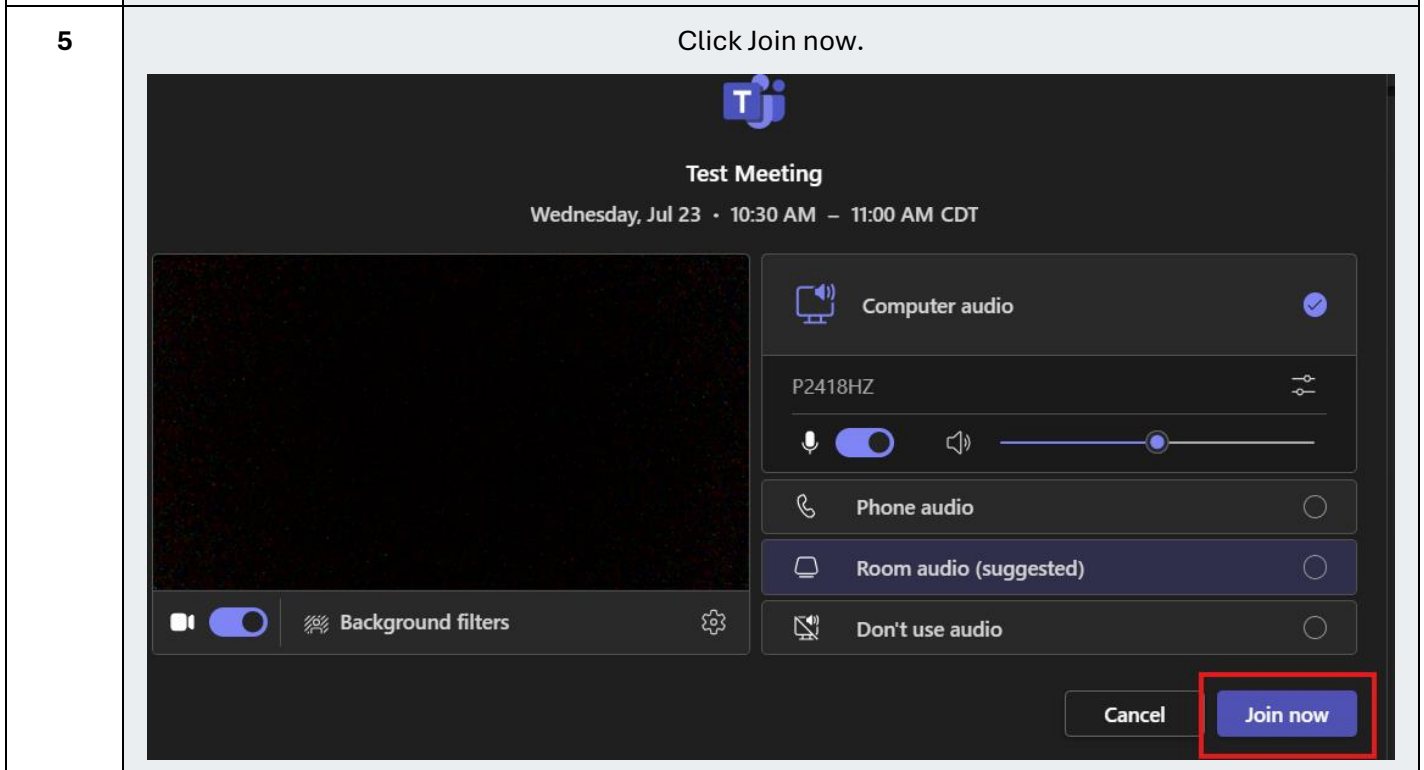 5
Click Join now.
T
Test Meeting
Wednesday, Jul 23 • 10:30 AM – 11:00 AM CDT
Computer audio
P2418HZ
Phone audio
Room audio (suggested)
Background filters
Don't use audio
Cancel
Join now